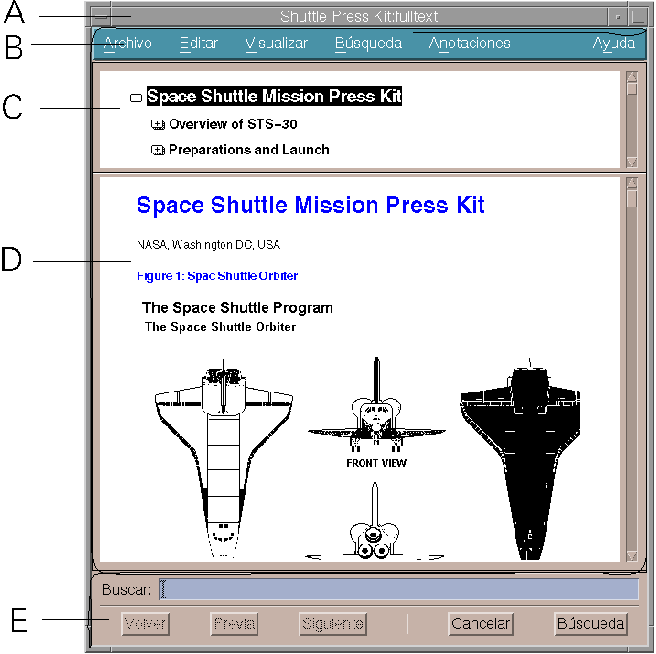 A
Shuttle Press Kit:fulltext
B
Archivo Editar Visualizar Búsqueda Anotaciones Ayuda
C
Space Shuttle Mission Press Kit
Overview of STS-30
Preparations and Launch
Space Shuttle Mission Press Kit
NASA, Washington DC, USA
D
Figure 1: Spac Shuttle Orbiter
The Space Shuttle Program
The Space Shuttle Orbiter
FRONT VIEW
Buscar:
E
Volver Previa Siguiente Cancelar Búsqueda